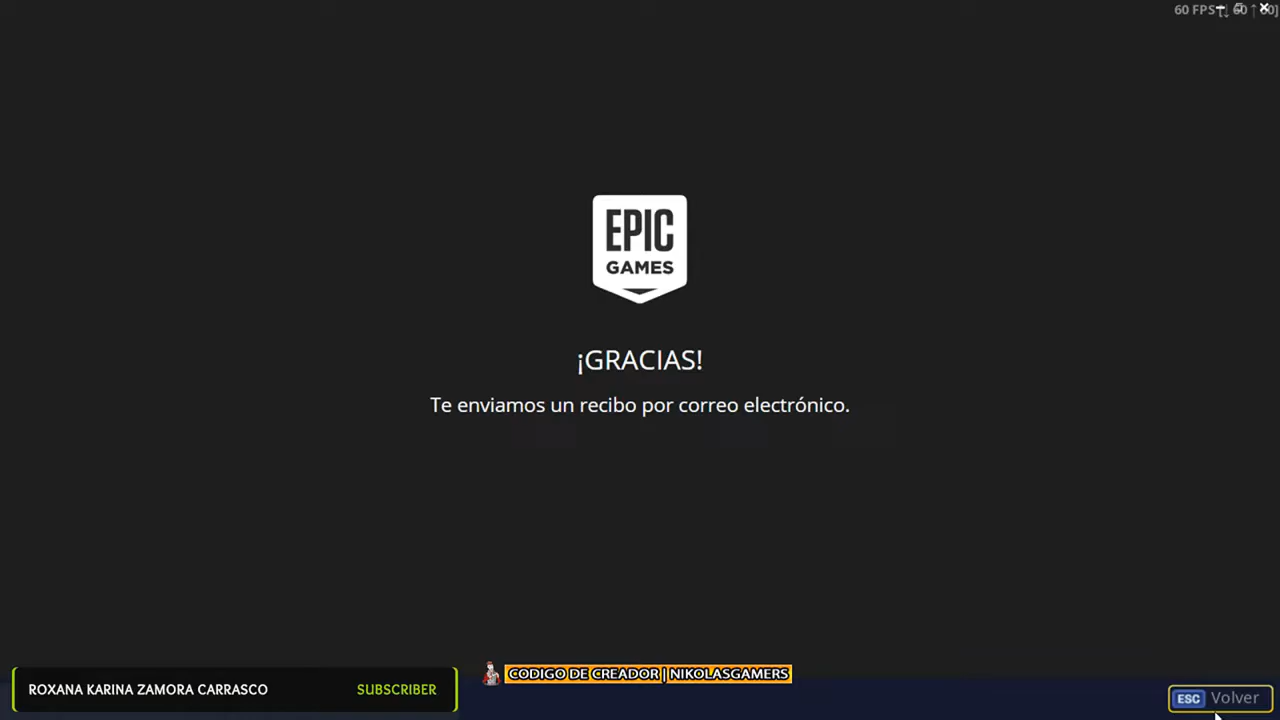 60 FPS
EPIC
GAMES
¡GRACIAS!
Te enviamos un recibo por correo electrónico.
CODIGO DE CREADOR | NIKOLASGAMERS
ROXANA KARINA ZAMORA CARRASCO SUBSCRIBER
ESC Volver